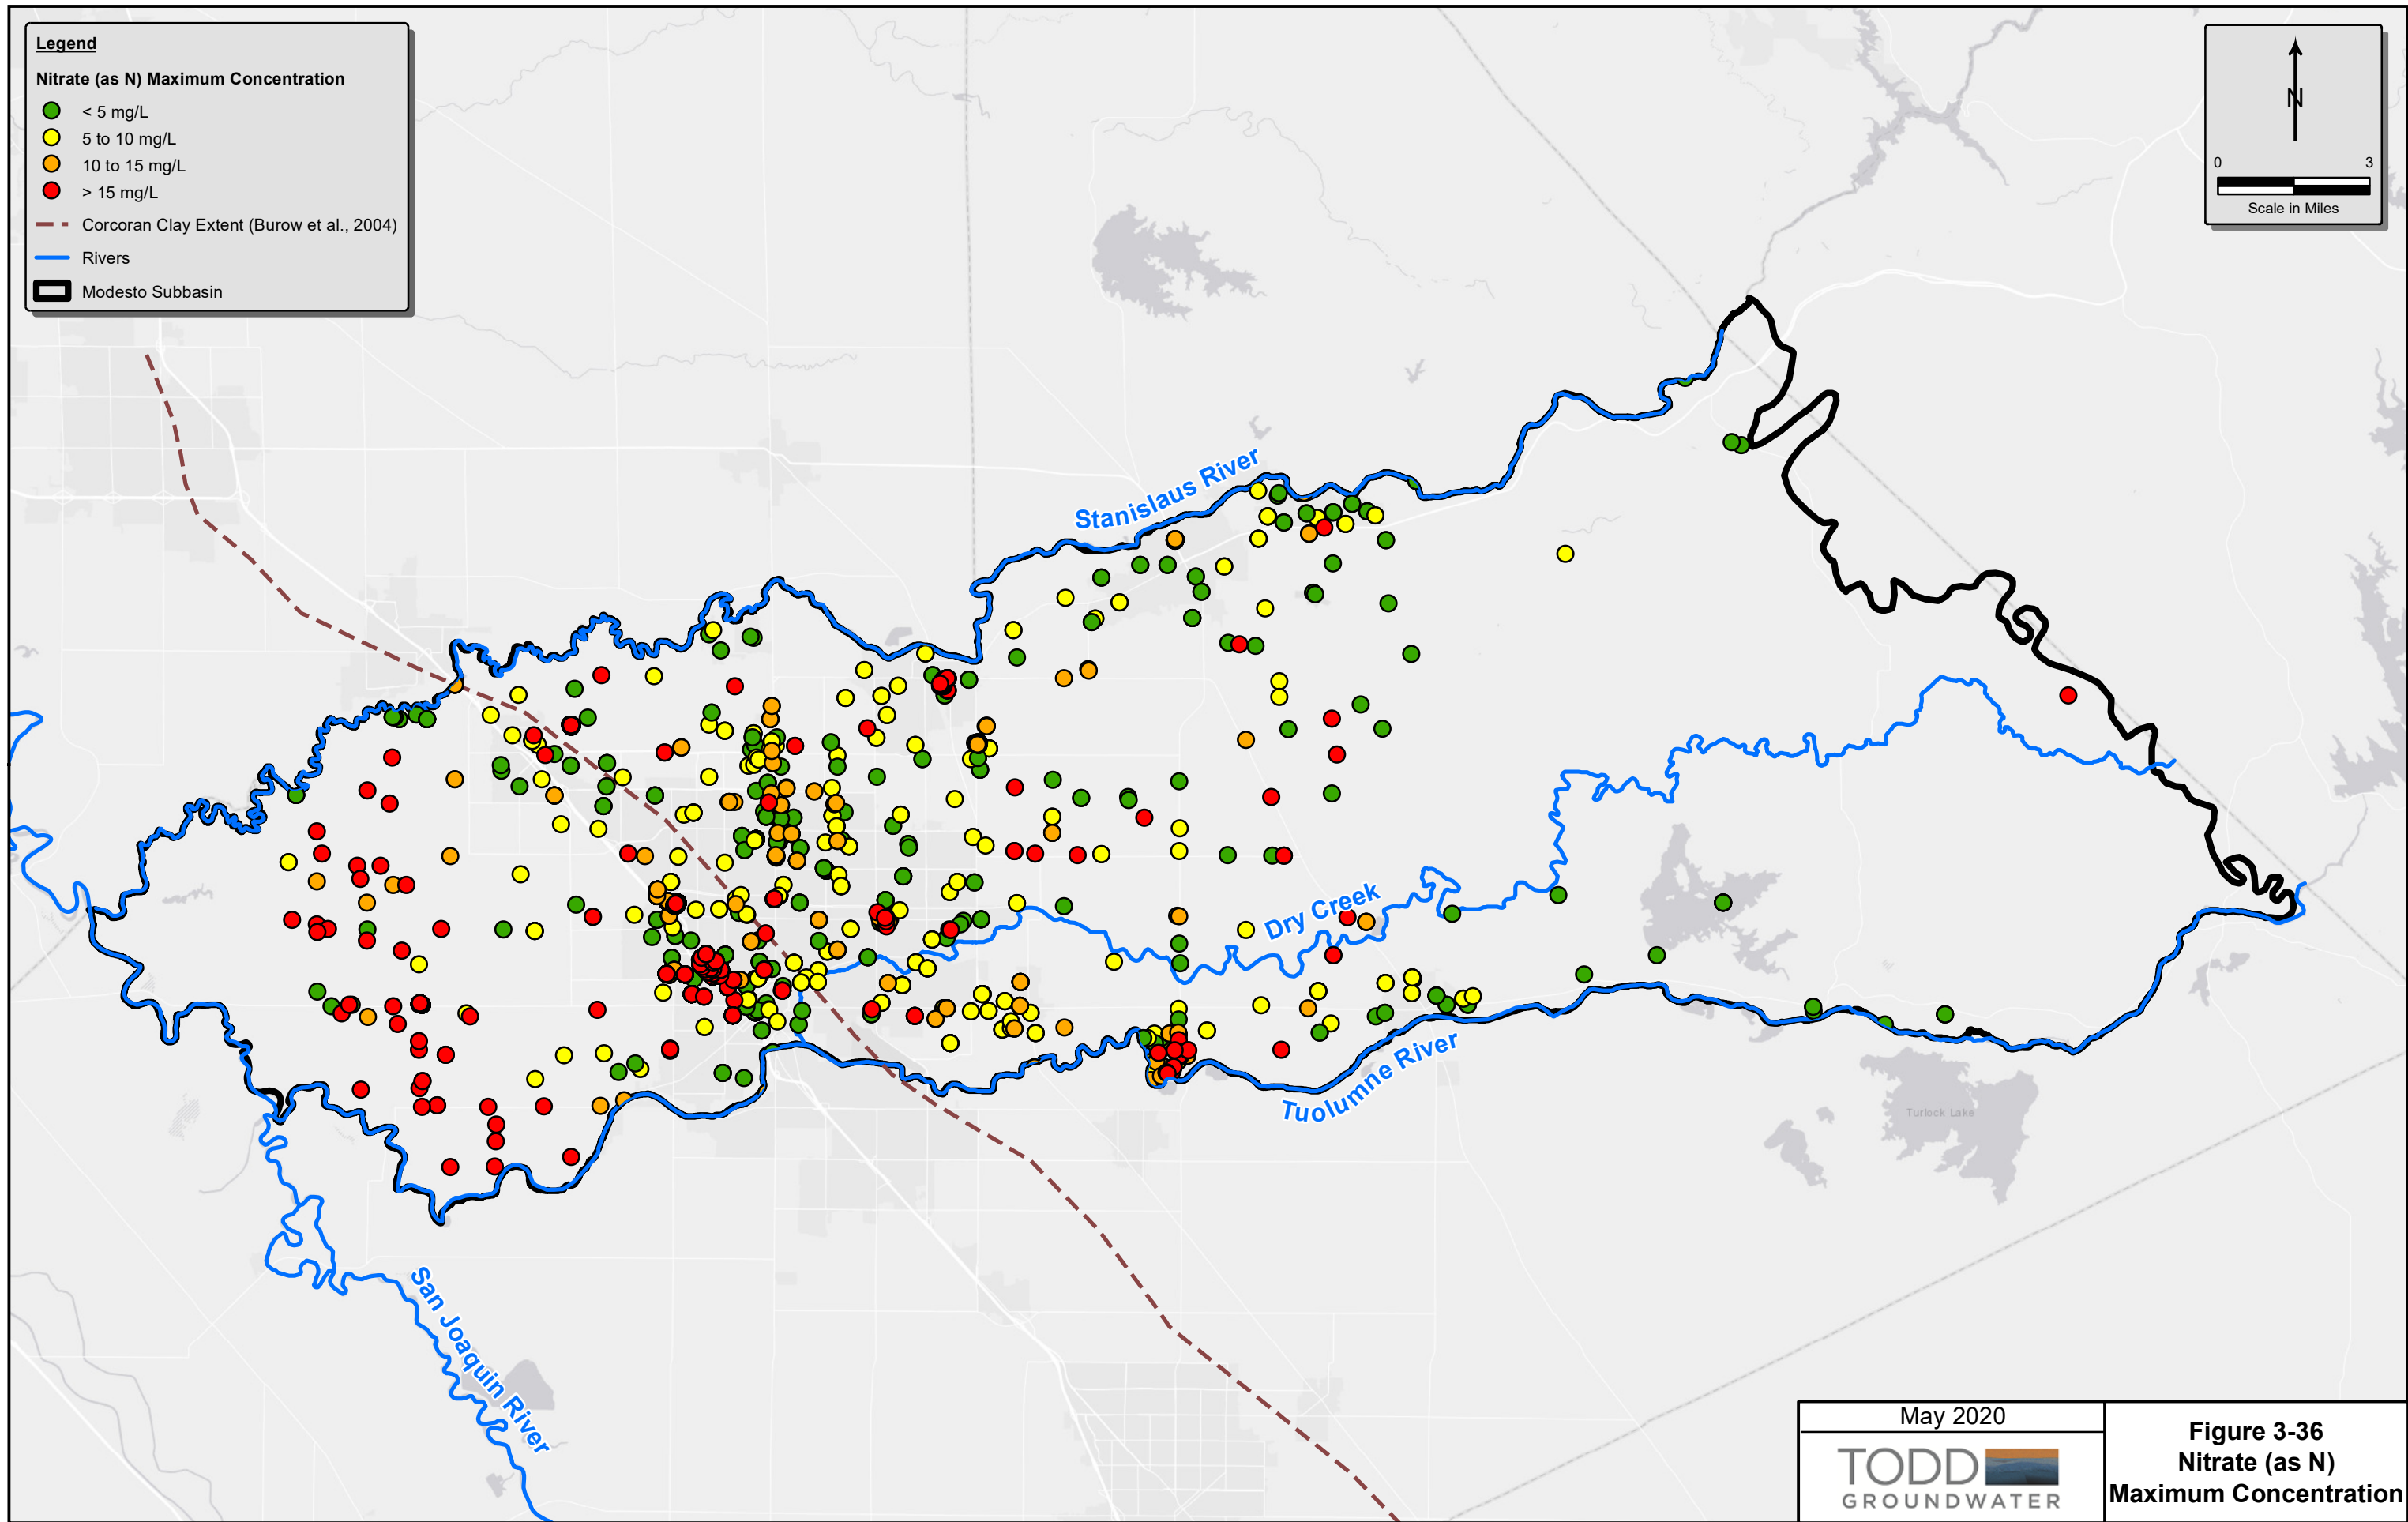 Legend
Nitrate (as N) Maximum Concentration
< 5 mg/L
5 to 10 mg/L
10 to 15 mg/L
> 15 mg/L
Corcoran Clay Extent (Burow et al., 2004)
Rivers
Modesto Subbasin
N
0 3
Scale in Miles
Stanislaus River
Dry Creek
Tuolumne River
Turlock Lake
San Joaquin River
May 2020
TODD
GROUNDWATER
Figure 3-36
Nitrate (as N)
Maximum Concentration